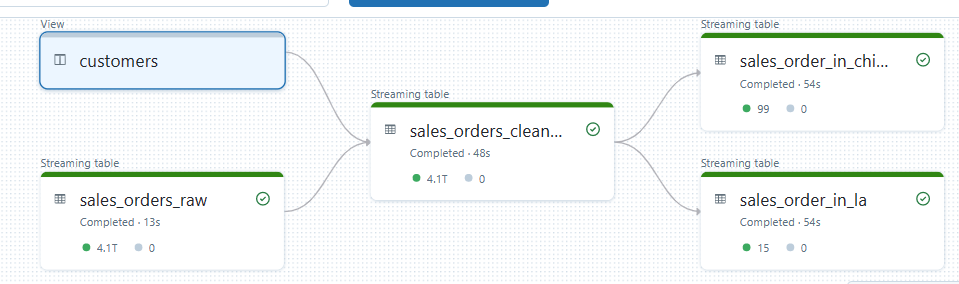 View
customers
Streaming table
sales_orders_raw
Completed · 13s
4.1T 0
Streaming table
sales_orders_clean...
Completed · 48s
4.1T 0
Streaming table
sales_order_in_chi...
Completed · 54s
99 0
Streaming table
sales_order_in_la
Completed · 54s
15 0